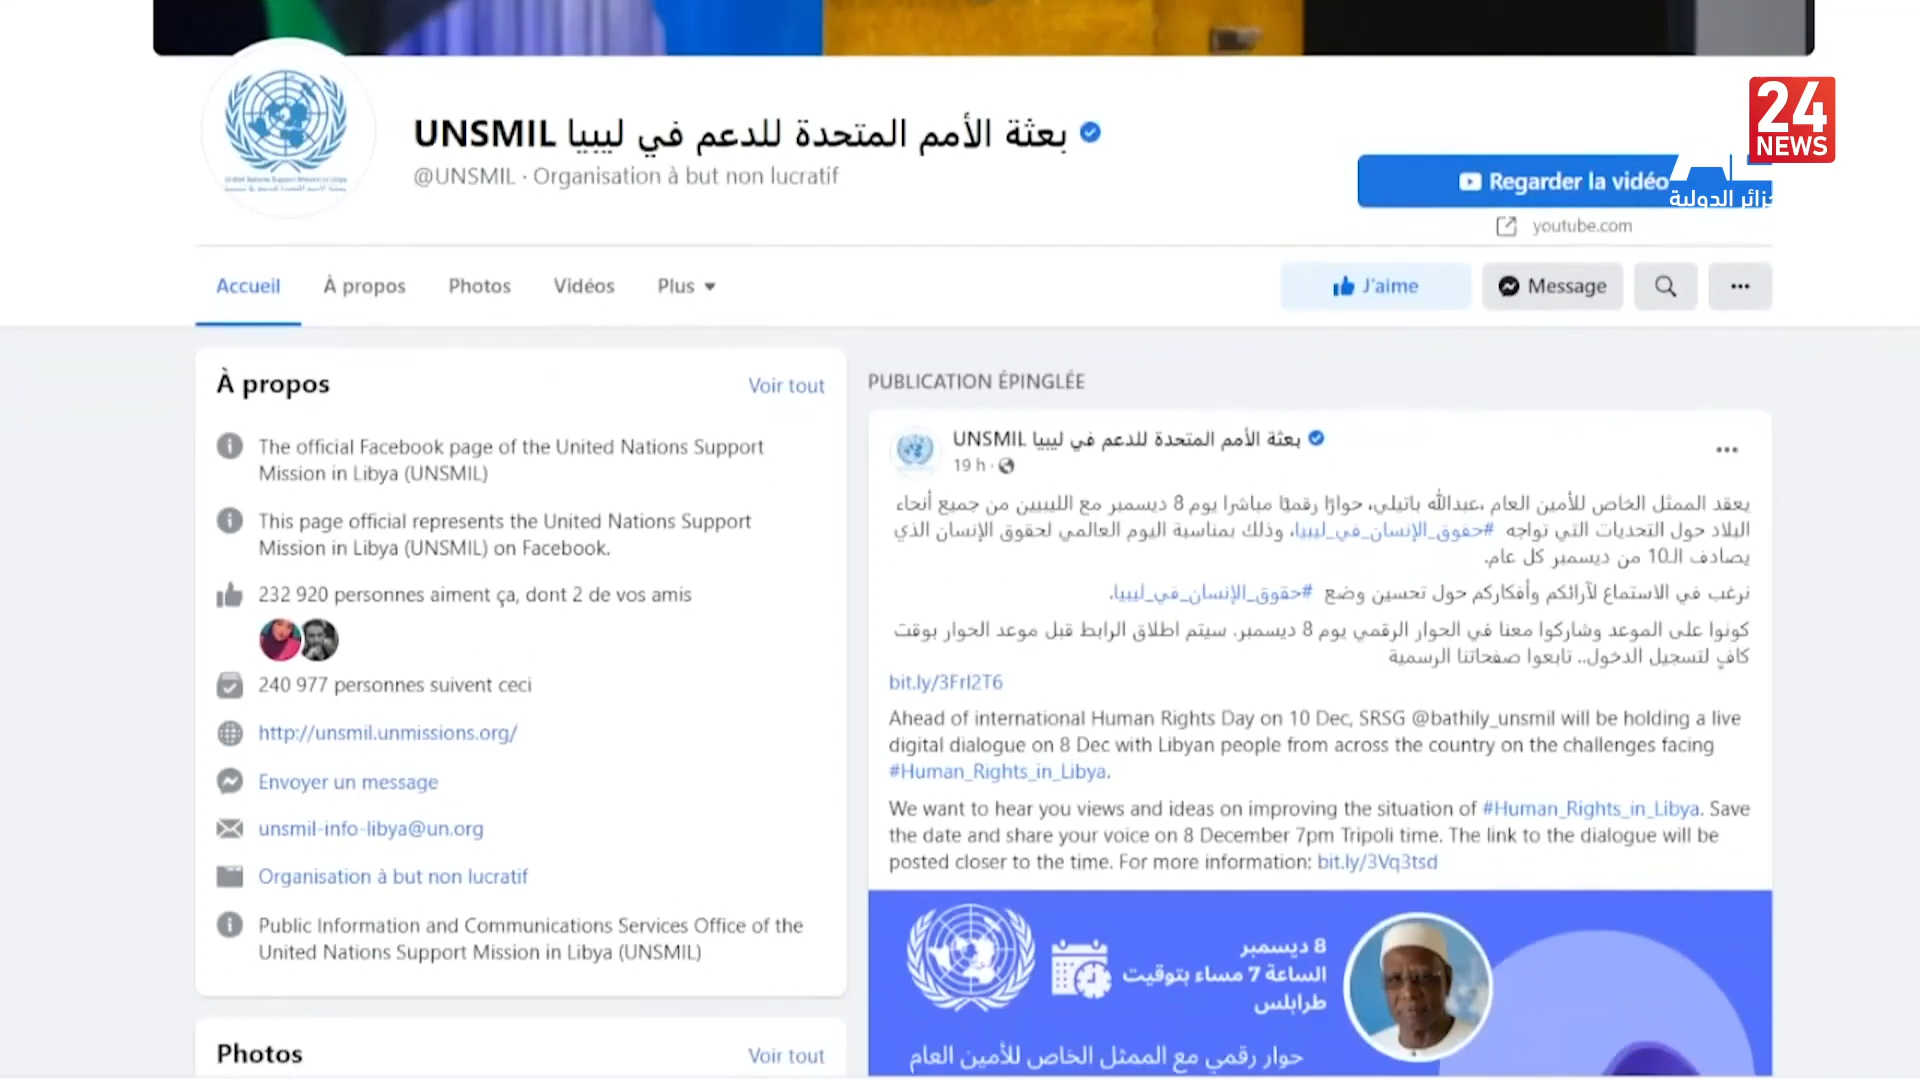 24
NEWS
الدولية
UNSMIL بعثة الأمم المتحدة للدعم في ليبيا
@UNSMIL · Organisation à but non lucratif
Regarder la vidéo
youtube.com
Accueil
À propos
Photos
Vidéos
Plus
J'aime
Message
À propos
Voir tout
The official Facebook page of the United Nations Support
Mission in Libya (UNSMIL)
This page official represents the United Nations Support
Mission in Libya (UNSMIL) on Facebook.
232 920 personnes aiment ça, dont 2 de vos amis
240 977 personnes suivent ceci
http://unsmil.unmissions.org/
Envoyer un message
unsmil-info-libya@un.org
Organisation à but non lucratif
Public Information and Communications Services Office of the
United Nations Support Mission in Libya (UNSMIL)
Photos
Voir tout
PUBLICATION ÉPINGLÉE
UNSMIL بعثة الأمم المتحدة للدعم في ليبيا
19 h ·
يعقد الممثل الخاص للأمين العام ،عبدالله باتيلي، حوارًا رقميًا مباشرا يوم 8 ديسمبر مع الليبيين من جميع أنحاء
البلاد حول التحديات التي تواجه #حقوق_الإنسان_في_ليبيا، وذلك بمناسبة اليوم العالمي لحقوق الإنسان الذي
يصادف الـ10 من ديسمبر كل عام.
نرغب في الاستماع لآرائكم وأفكاركم حول تحسين وضع #حقوق_الإنسان_في_ليبيا.
كونوا على الموعد وشاركوا معنا في الحوار الرقمي يوم 8 ديسمبر. سيتم اطلاق الرابط قبل موعد الحوار بوقت
كافٍ لتسجيل الدخول.. تابعوا صفحاتنا الرسمية
bit.ly/3FrI2T6
Ahead of international Human Rights Day on 10 Dec, SRSG @bathily_unsmil will be holding a live
digital dialogue on 8 Dec with Libyan people from across the country on the challenges facing
#Human_Rights_in_Libya.
We want to hear you views and ideas on improving the situation of #Human_Rights_in_Libya. Save
the date and share your voice on 8 December 7pm Tripoli time. The link to the dialogue will be
posted closer to the time. For more information: bit.ly/3Vq3tsd
8 ديسمبر
الساعة 7 مساء بتوقيت
طرابلس
حوار رقمي مع الممثل الخاص للأمين العام